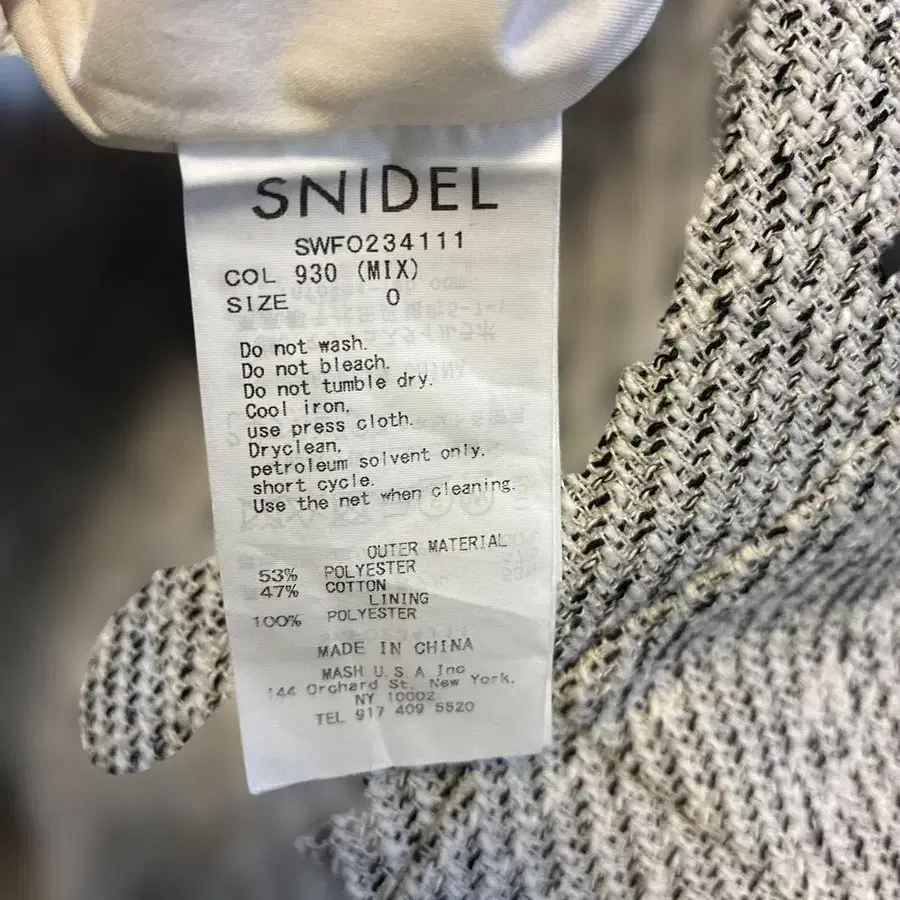 SNIDEL
SWFO234111
COL 930 (MIX)
SIZE 0
Do not wash.
Do not bleach.
Do not tumble dry.
Cool iron,
use press cloth.
Dryclean,
petroleum solvent only,
short cycle.
Use the net when cleaning.
OUTER MATERIAL
53% POLYESTER
47% COTTON
LINING
100% POLYESTER
MADE IN CHINA
MASH U.S.A Inc
144 Orchard St. New York,
NY 10002
TEL 917 409 5520